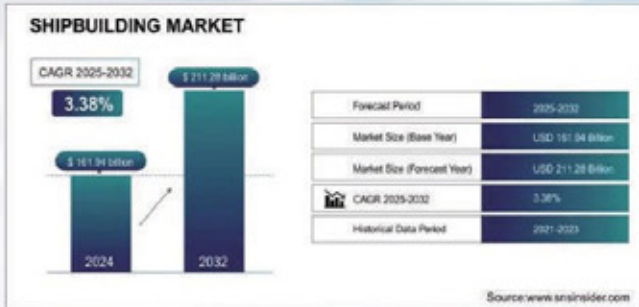 SHIPBUILDING MARKET
CAGR 2025-2032
3.38%
$ 161.94 billion
2024
$ 211.28 billion
2032
Forecast Period 2025-2032
Market Size (Base Year) USD 161.94 Billion
Market Size (Forecast Year) USD 211.28 Billion
CAGR 2025-2032 3.38%
Historical Data Period 2021-2023
Source:www.snsinsider.com